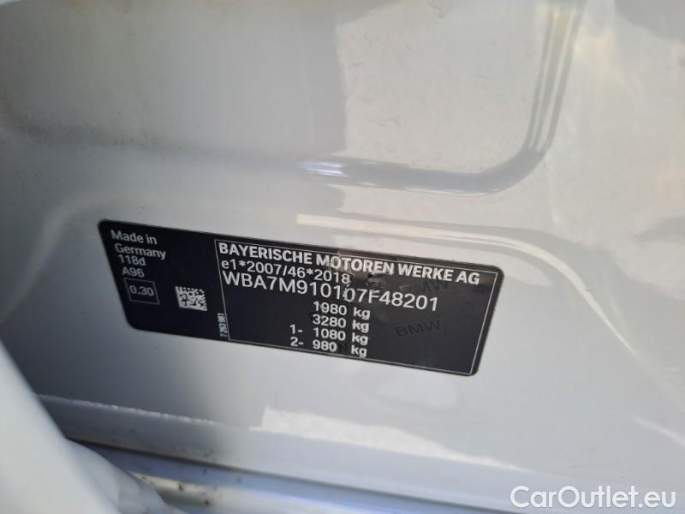 Made in
Germany
118d
A96
0.30
BAYERISCHE MOTOREN WERKE AG
e1*2007/46*2018
WBA7M910107F48201
1980 kg
3280 kg
1- 1080 kg
2- 980 kg
BMW
CarOutlet.eu